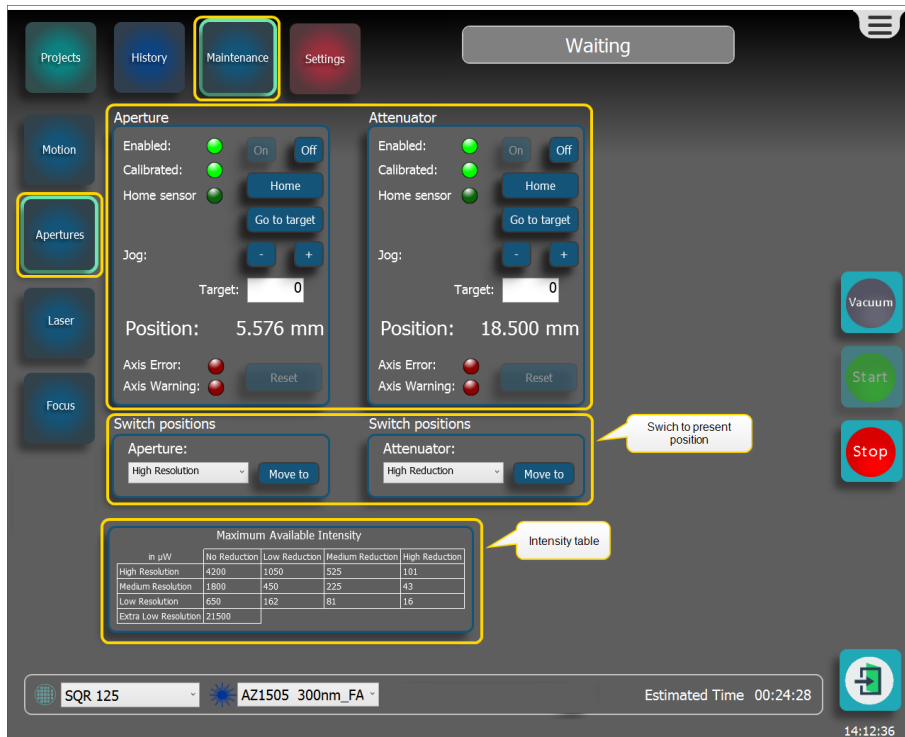 Waiting
Projects
History
Maintenance
Settings
Motion
Apertures
Laser
Focus
Aperture
Enabled:
On
Off
Calibrated:
Home
Home sensor
Go to target
Jog:
-
+
Target:
0
Position: 5.576 mm
Axis Error:
Axis Warning:
Reset
Attenuator
Enabled:
On
Off
Calibrated:
Home
Home sensor
Go to target
Jog:
-
+
Target:
0
Position: 18.500 mm
Axis Error:
Axis Warning:
Reset
Vacuum
Start
Stop
Switch positions
Aperture:
High Resolution
Move to
Switch positions
Attenuator:
High Reduction
Move to
Swich to present
position
Maximum Available Intensity
in µW No Reduction Low Reduction Medium Reduction High Reduction
High Resolution 4200 1050 525 101
Medium Resolution 1800 450 225 43
Low Resolution 650 162 81 16
Extra Low Resolution 21500
Intensity table
SQR 125
AZ1505 300nm_FA
Estimated Time 00:24:28
14:12:36